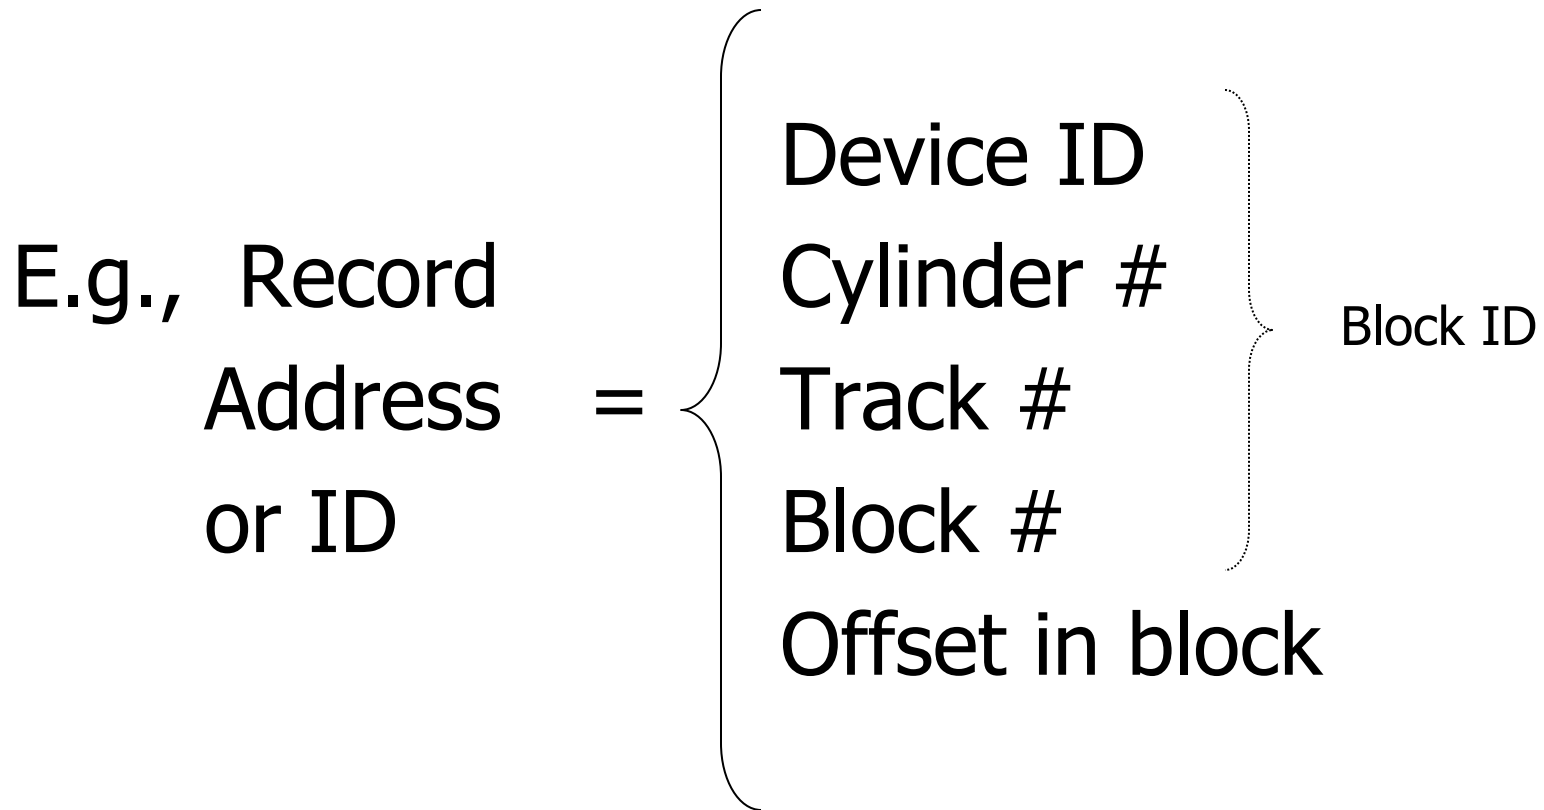 E.g., Record
Address =
or ID
Device ID
Cylinder #
Track #
Block #
Offset in block
Block ID